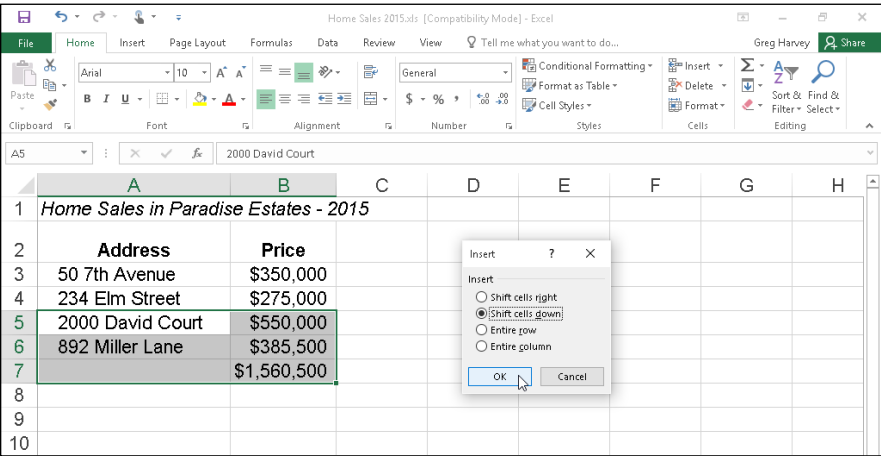 Home Sales 2015.xls [Compatibility Mode] - Excel
File Home Insert Page Layout Formulas Data Review View Tell me what you want to do... Greg Harvey Share
Paste
Arial 10 A A
B I U A
General
$ % , .0 .00 .00 .0
Conditional Formatting
Format as Table
Cell Styles
Insert
Delete
Format
Σ
A Z
Sort & Filter
Find & Select
Clipboard Font Alignment Number Styles Cells Editing
A5 fx 2000 David Court
A B C D E F G H
1 Home Sales in Paradise Estates - 2015
2 Address Price
3 50 7th Avenue $350,000
4 234 Elm Street $275,000
5 2000 David Court $550,000
6 892 Miller Lane $385,500
7 $1,560,500
8
9
10
Insert ?
Insert
Shift cells right
Shift cells down
Entire row
Entire column
OK Cancel